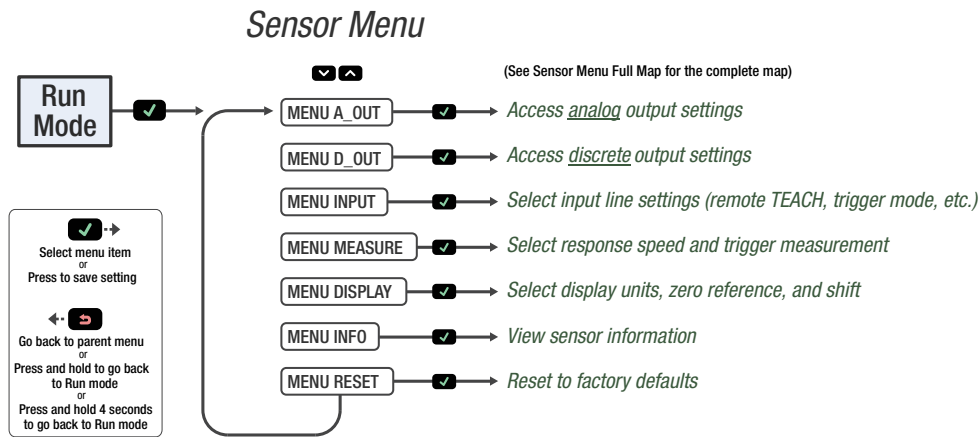 Sensor Menu
(See Sensor Menu Full Map for the complete map)
Run
Mode
MENU A_OUT
Access analog output settings
MENU D_OUT
Access discrete output settings
MENU INPUT
Select input line settings (remote TEACH, trigger mode, etc.)
MENU MEASURE
Select response speed and trigger measurement
MENU DISPLAY
Select display units, zero reference, and shift
MENU INFO
View sensor information
MENU RESET
Reset to factory defaults
Select menu item
or
Press to save setting
Go back to parent menu
or
Press and hold to go back
to Run mode
or
Press and hold 4 seconds
to go back to Run mode